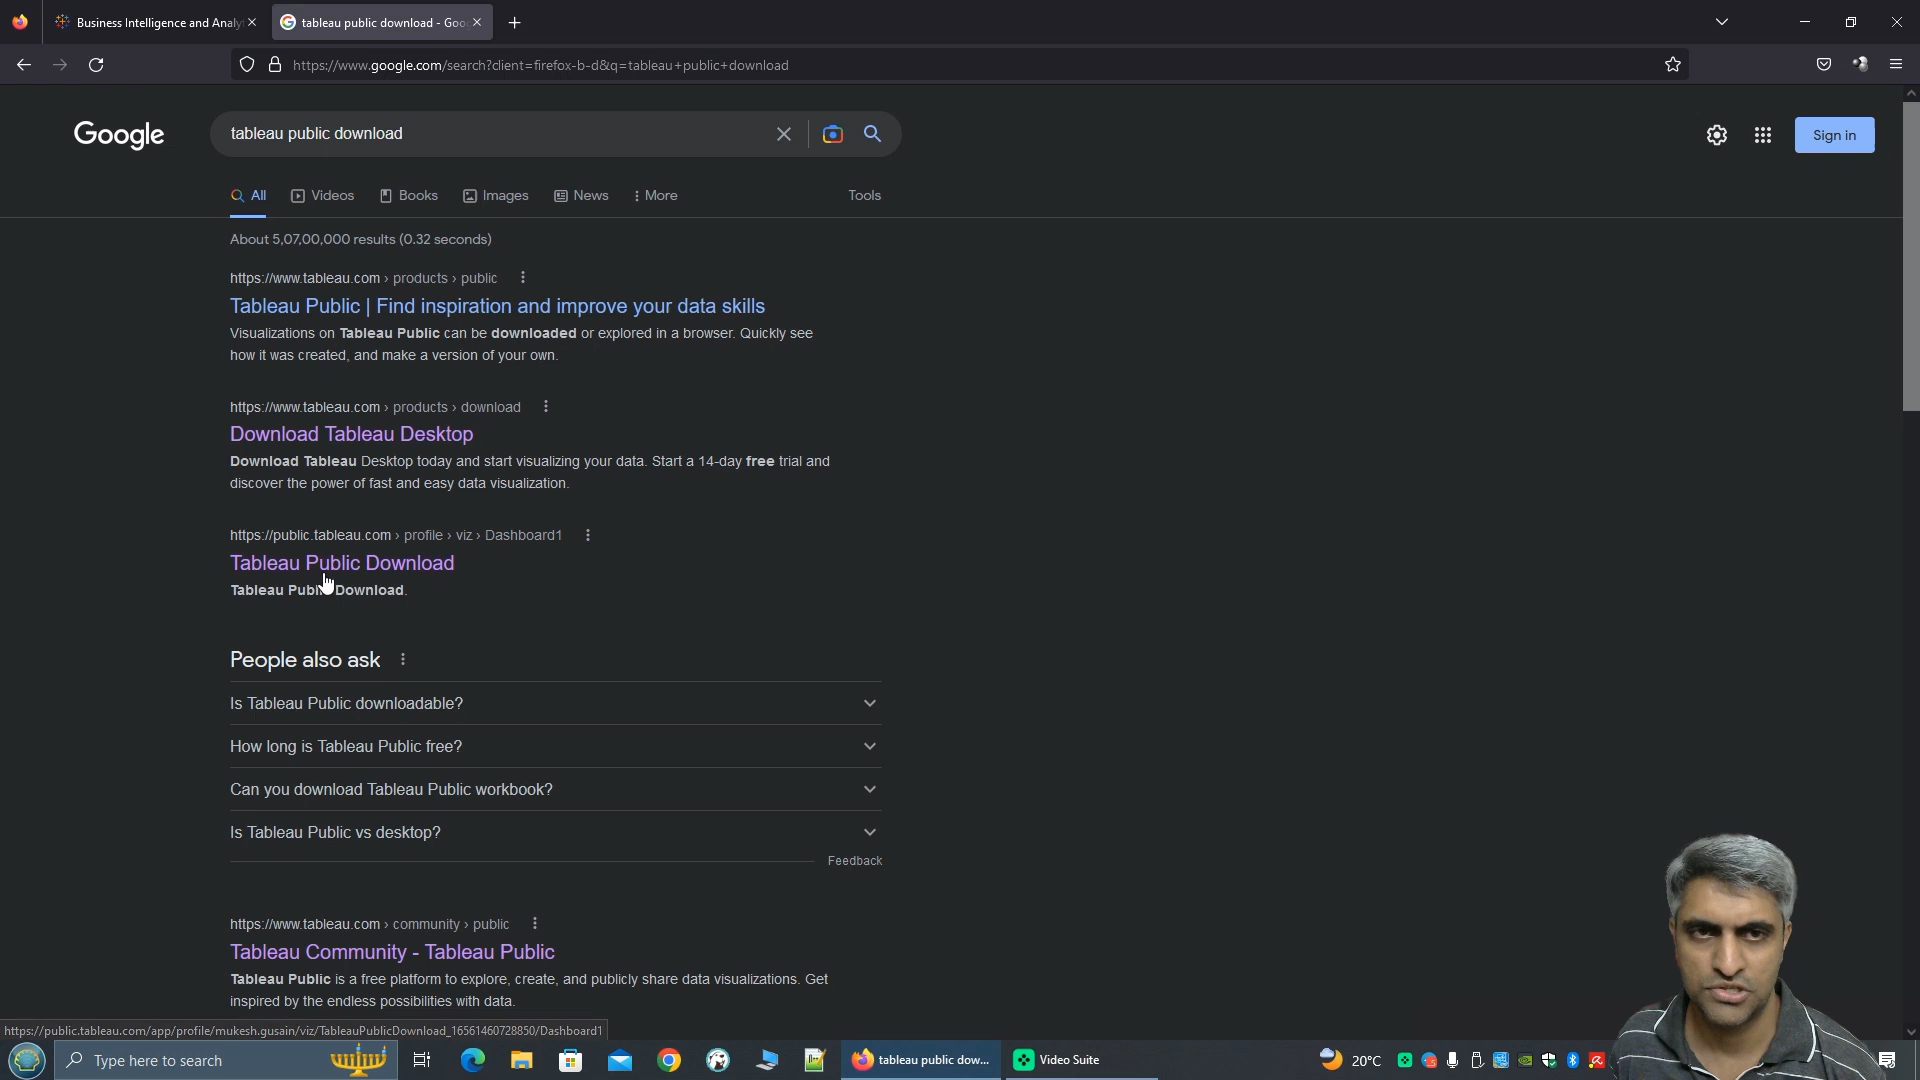 Business Intelligence and Analy
tableau public download - Goo
https://www.google.com/search?client=firefox-b-d&q=tableau+public+download
Google
tableau public download
Sign in
All
Videos
Books
Images
News
More
Tools
About 5,07,00,000 results (0.32 seconds)
https://www.tableau.com › products › public
Tableau Public | Find inspiration and improve your data skills
Visualizations on Tableau Public can be downloaded or explored in a browser. Quickly see
how it was created, and make a version of your own.
https://www.tableau.com › products › download
Download Tableau Desktop
Download Tableau Desktop today and start visualizing your data. Start a 14-day free trial and
discover the power of fast and easy data visualization.
https://public.tableau.com › profile › viz › Dashboard1
Tableau Public Download
Tableau Public Download.
People also ask
Is Tableau Public downloadable?
How long is Tableau Public free?
Can you download Tableau Public workbook?
Is Tableau Public vs desktop?
Feedback
https://www.tableau.com › community › public
Tableau Community - Tableau Public
Tableau Public is a free platform to explore, create, and publicly share data visualizations. Get
inspired by the endless possibilities with data.
https://public.tableau.com/app/profile/mukesh.gusain/viz/TableauPublicDownload_16561460728850/Dashboard1
Type here to search
tableau public dow...
Video Suite
20°C